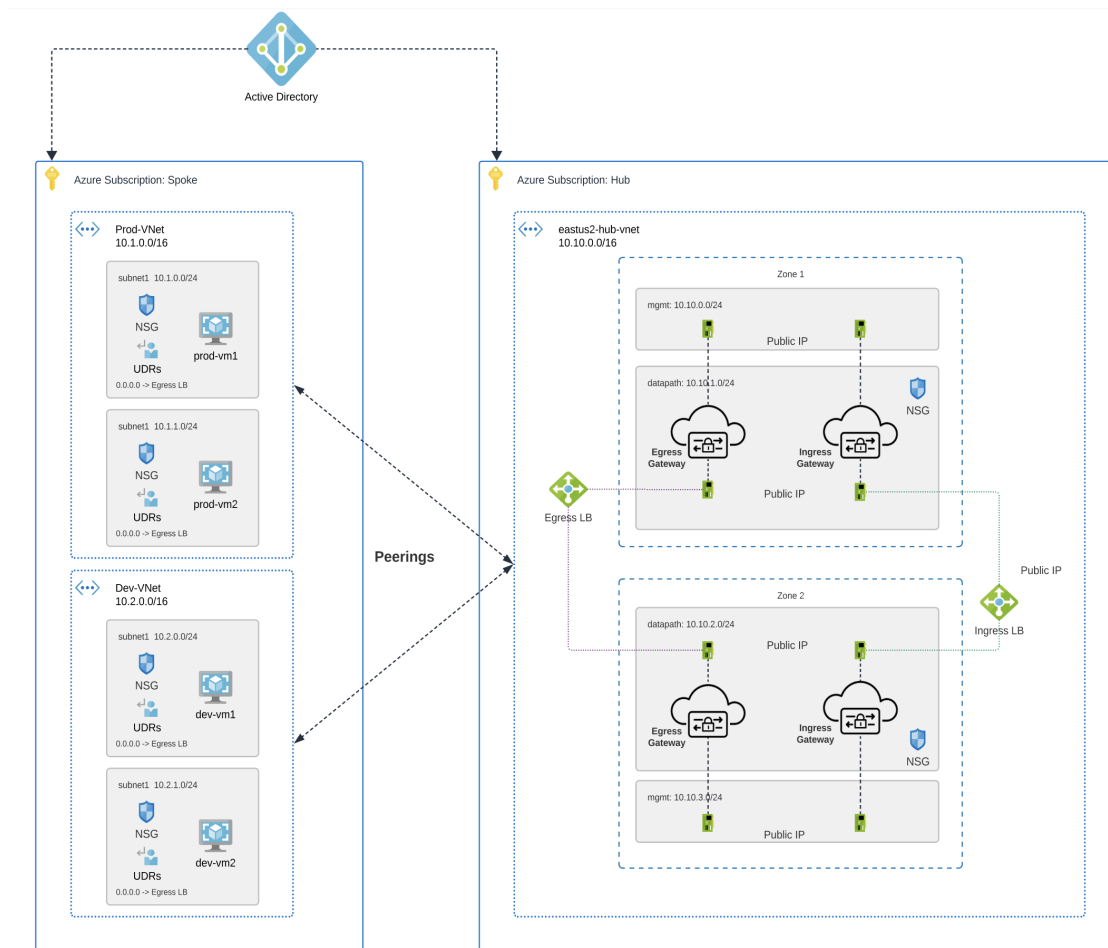 Active Directory
Azure Subscription: Spoke
Prod-VNet
10.1.0.0/16
subnet1 10.1.0.0/24
NSG
prod-vm1
UDRs
0.0.0.0 -> Egress LB
subnet1 10.1.1.0/24
NSG
prod-vm2
UDRs
0.0.0.0 -> Egress LB
Dev-VNet
10.2.0.0/16
subnet1 10.2.0.0/24
NSG
dev-vm1
UDRs
0.0.0.0 -> Egress LB
subnet1 10.2.1.0/24
NSG
dev-vm2
UDRs
0.0.0.0 -> Egress LB
Peerings
Azure Subscription: Hub
eastus2-hub-vnet
10.10.0.0/16
Zone 1
mgmt: 10.10.0.0/24
Public IP
datapath: 10.10.1.0/24
NSG
Egress
Gateway
Ingress
Gateway
Public IP
Egress LB
Zone 2
datapath: 10.10.2.0/24
Public IP
Egress
Gateway
Ingress
Gateway
NSG
mgmt: 10.10.3.0/24
Public IP
Public IP
Ingress LB